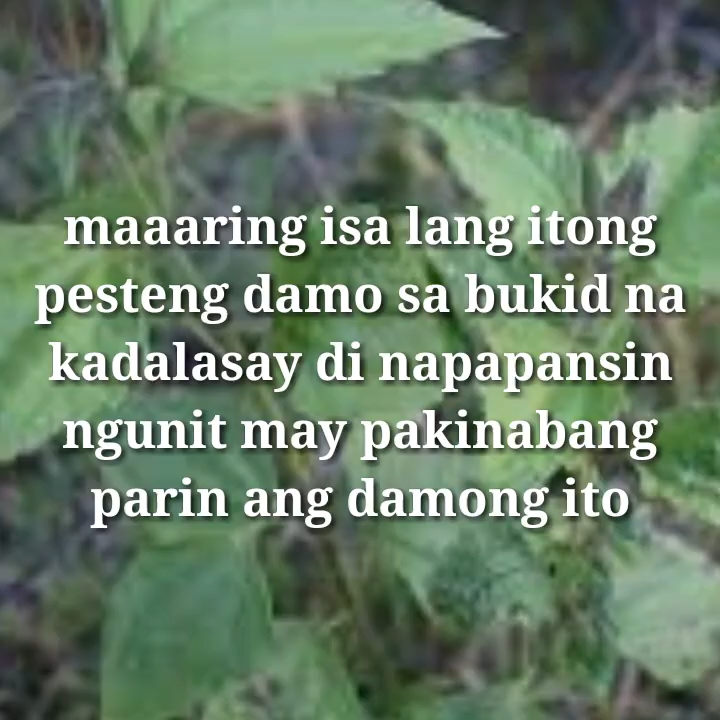 maaaring isa lang itong
pesteng damo sa bukid na
kadalasay di napapansin
ngunit may pakinabang
parin ang damong ito